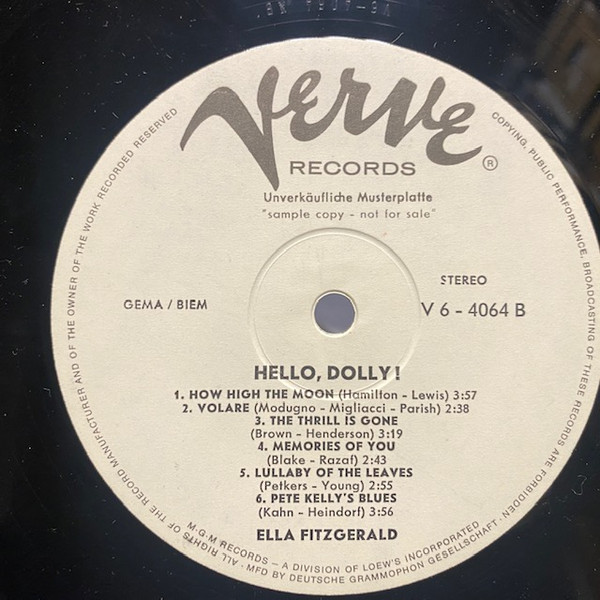 Verve
RECORDS
®
Unverkäufliche Musterplatte
"sample copy - not for sale"
GEMA / BIEM
STEREO
V 6 - 4064 B
HELLO, DOLLY!
1. HOW HIGH THE MOON (Hamilton - Lewis) 3:57
2. VOLARE (Modugno - Migliacci - Parish) 2:38
3. THE THRILL IS GONE
(Brown - Henderson) 3:19
4. MEMORIES OF YOU
(Blake - Razaf) 2:43
5. LULLABY OF THE LEAVES
(Petkers - Young) 2:55
6. PETE KELLY'S BLUES
(Kahn - Heindorf) 3:56
ELLA FITZGERALD
M·G·M RECORDS – A DIVISION OF LOEW'S INCORPORATED
ALL RIGHTS OF THE RECORD MANUFACTURER AND OF THE OWNER OF THE WORK RECORDED RESERVED
COPYING, PUBLIC PERFORMANCE, BROADCASTING OF THESE RECORDS ARE FORBIDDEN · MFD BY DEUTSCHE GRAMMOPHON GESELLSCHAFT ·